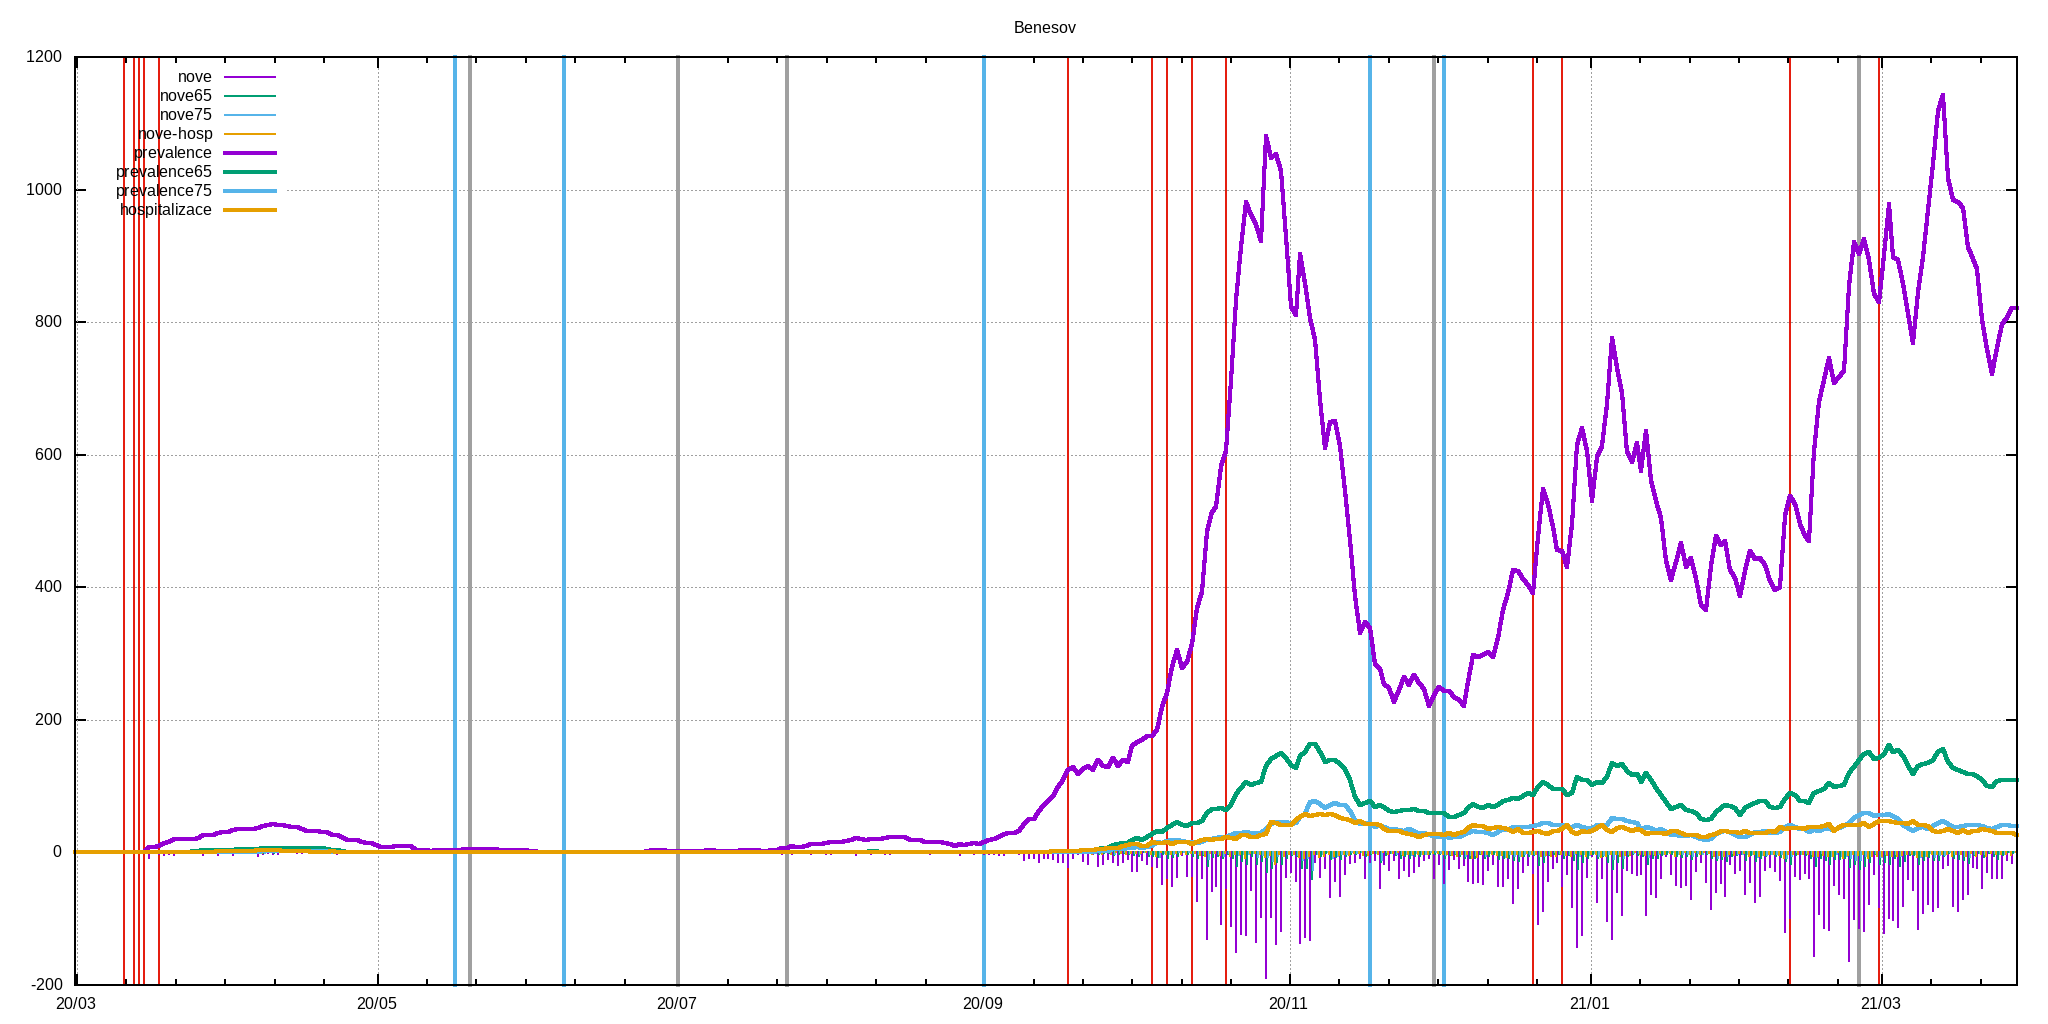 Benesov
1200
1000
800
600
400
200
0
-200
nove
nove65
nove75
nove-hosp
prevalence
prevalence65
prevalence75
hospitalizace
20/03 20/05 20/07 20/09 20/11 21/01 21/03